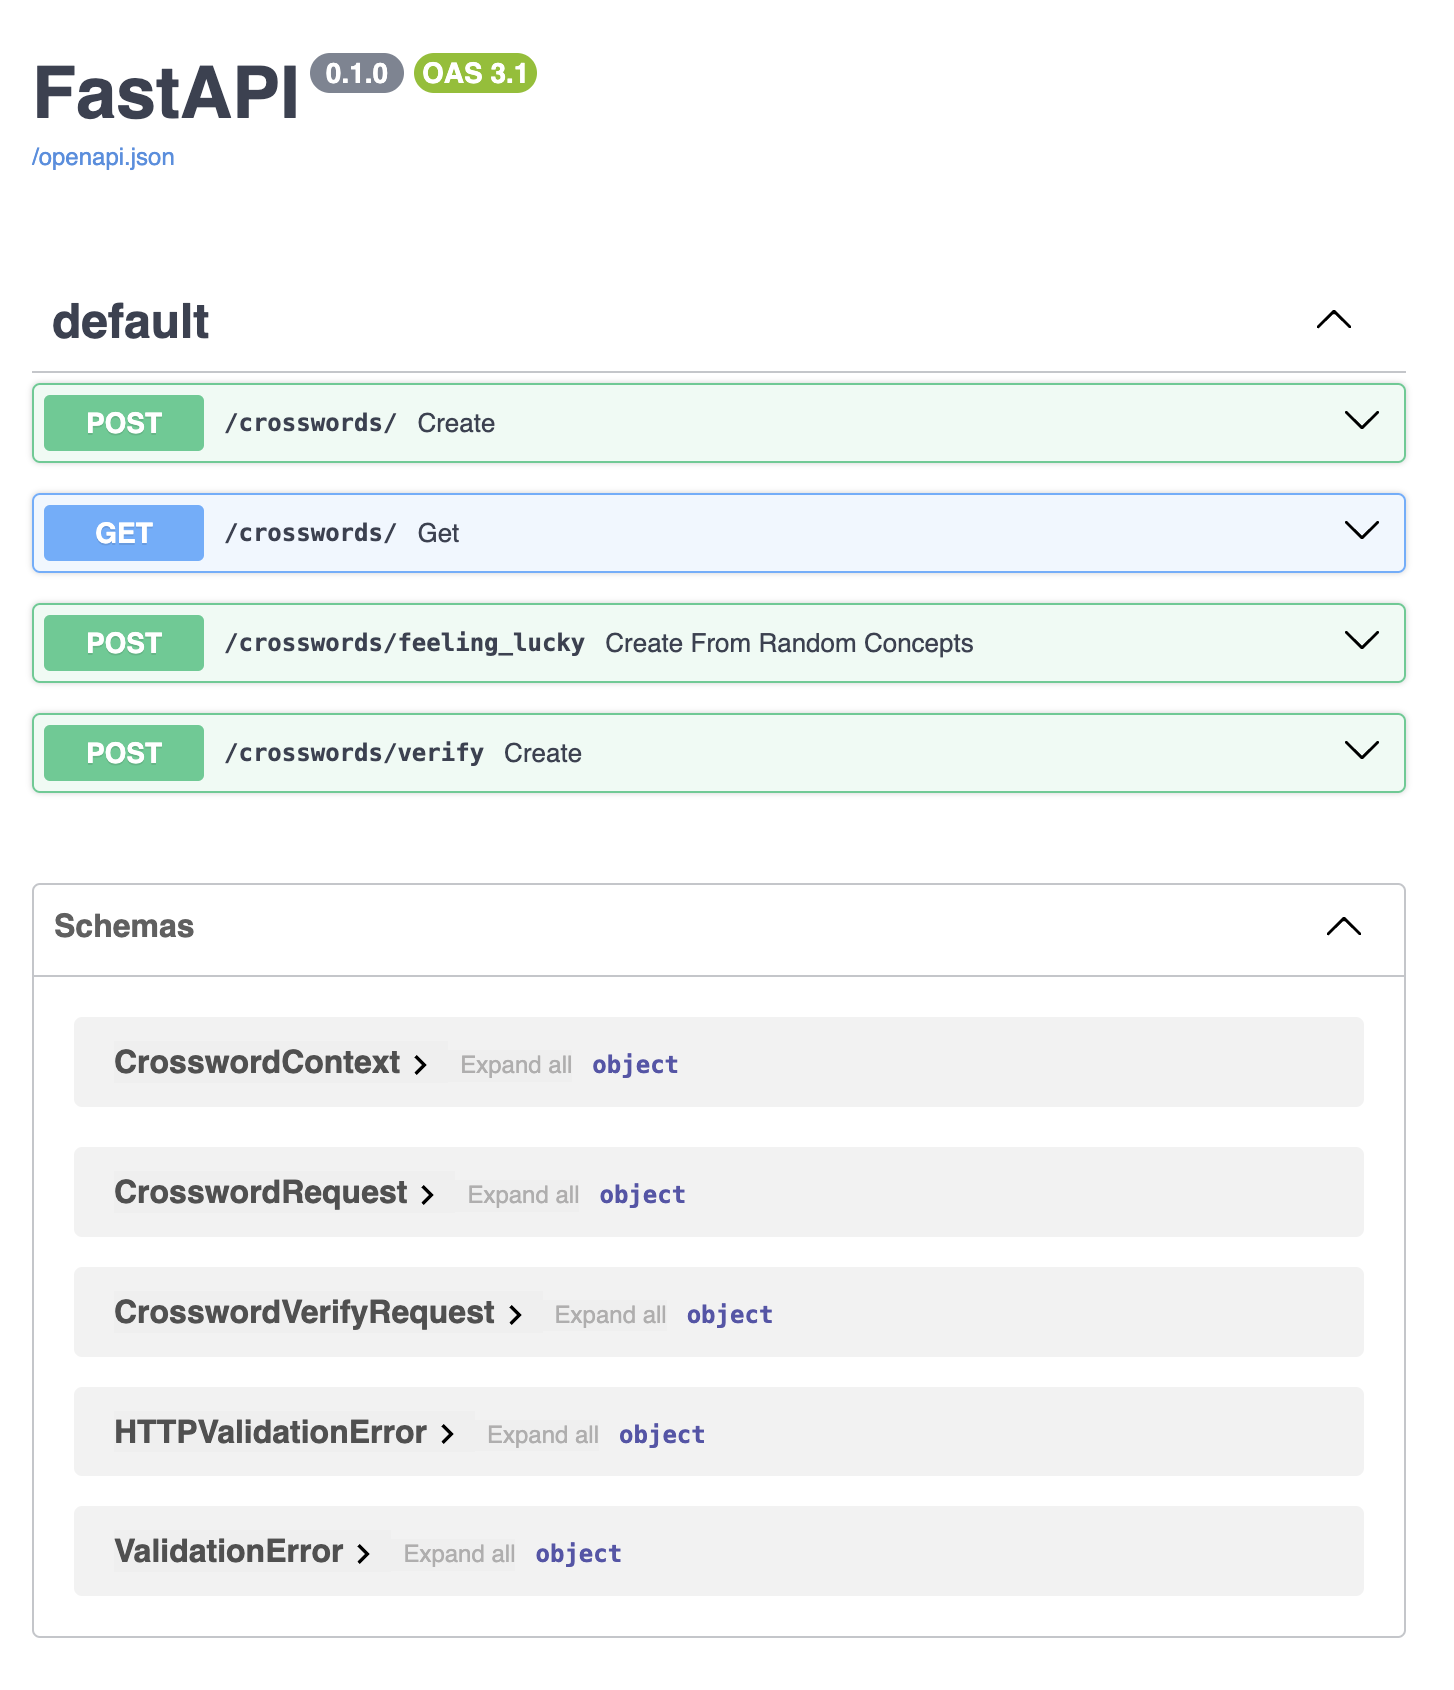 FastAPI 0.1.0 OAS 3.1
/openapi.json
default
POST /crosswords/ Create
GET /crosswords/ Get
POST /crosswords/feeling_lucky Create From Random Concepts
POST /crosswords/verify Create
Schemas
CrosswordContext Expand all object
CrosswordRequest Expand all object
CrosswordVerifyRequest Expand all object
HTTPValidationError Expand all object
ValidationError Expand all object